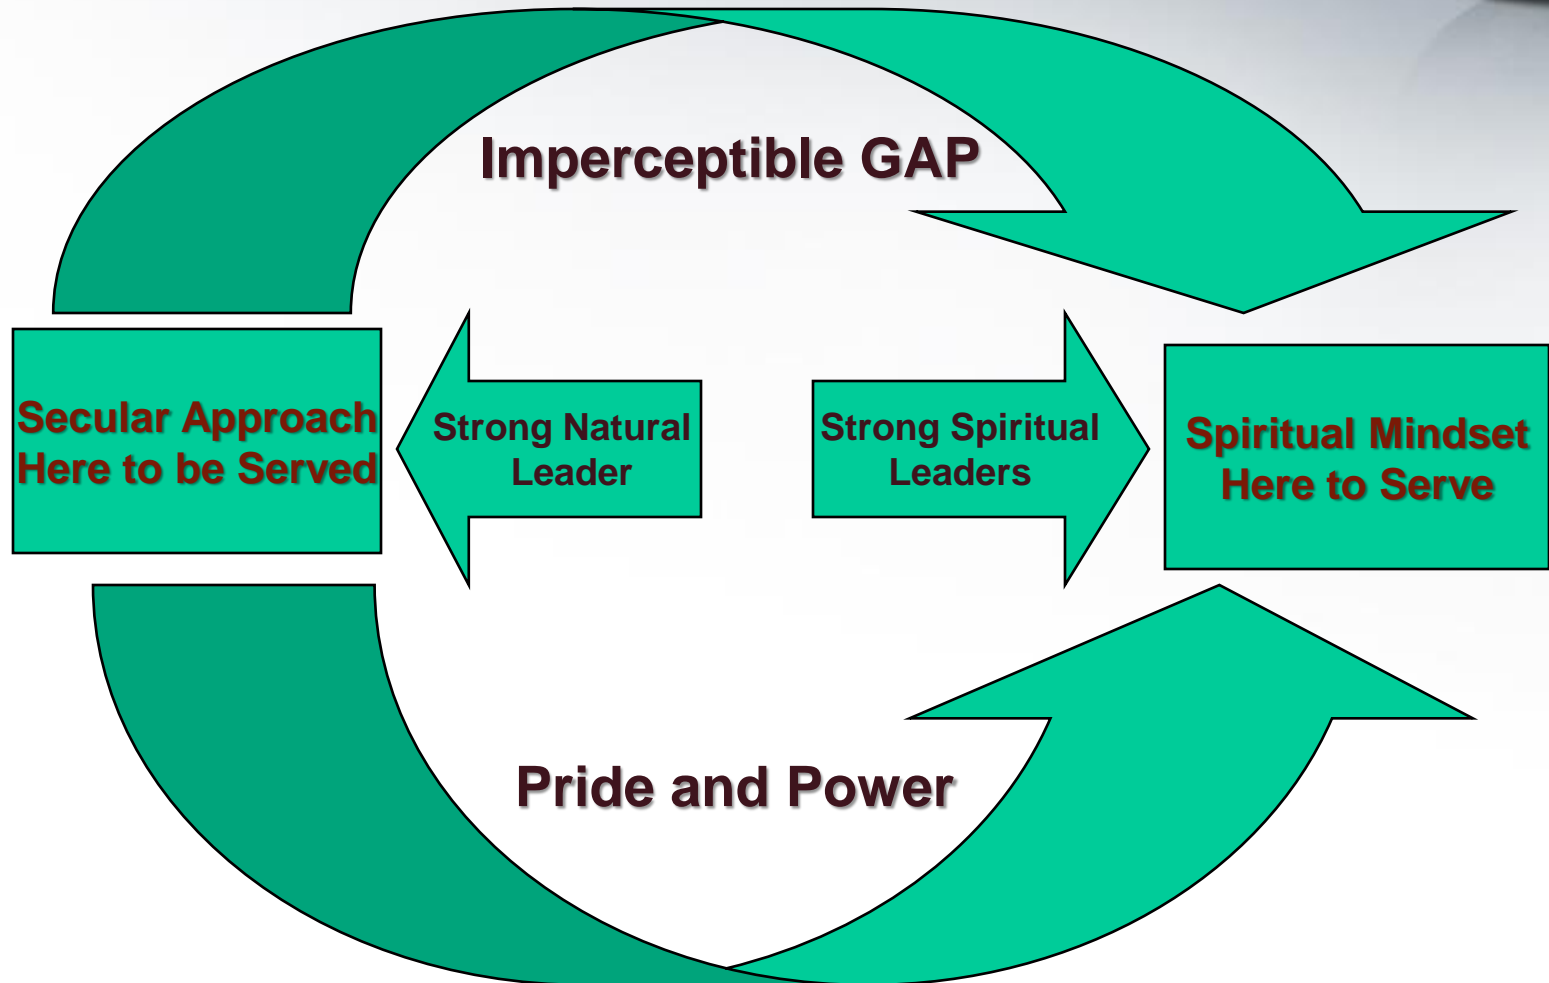 Imperceptible GAP
Secular Approach
Here to be Served
Strong Natural
Leader
Strong Spiritual
Leaders
Spiritual Mindset
Here to Serve
Pride and Power